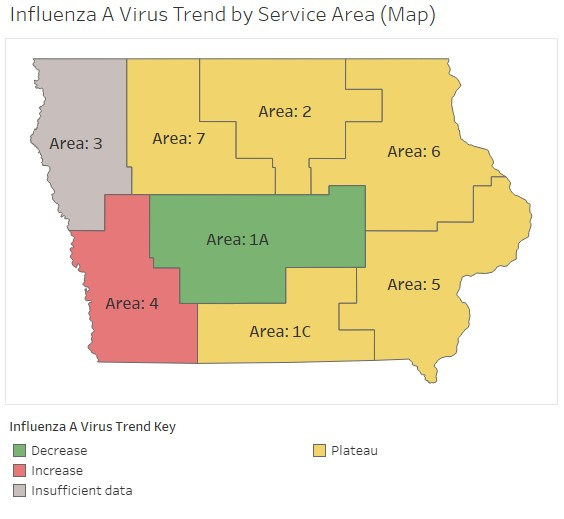 Influenza A Virus Trend by Service Area (Map)
Area: 2
Area: 7
Area: 3
Area: 6
Area: 1A
Area: 5
Area: 4
Area: 1C
Influenza A Virus Trend Key
Decrease
Plateau
Increase
Insufficient data